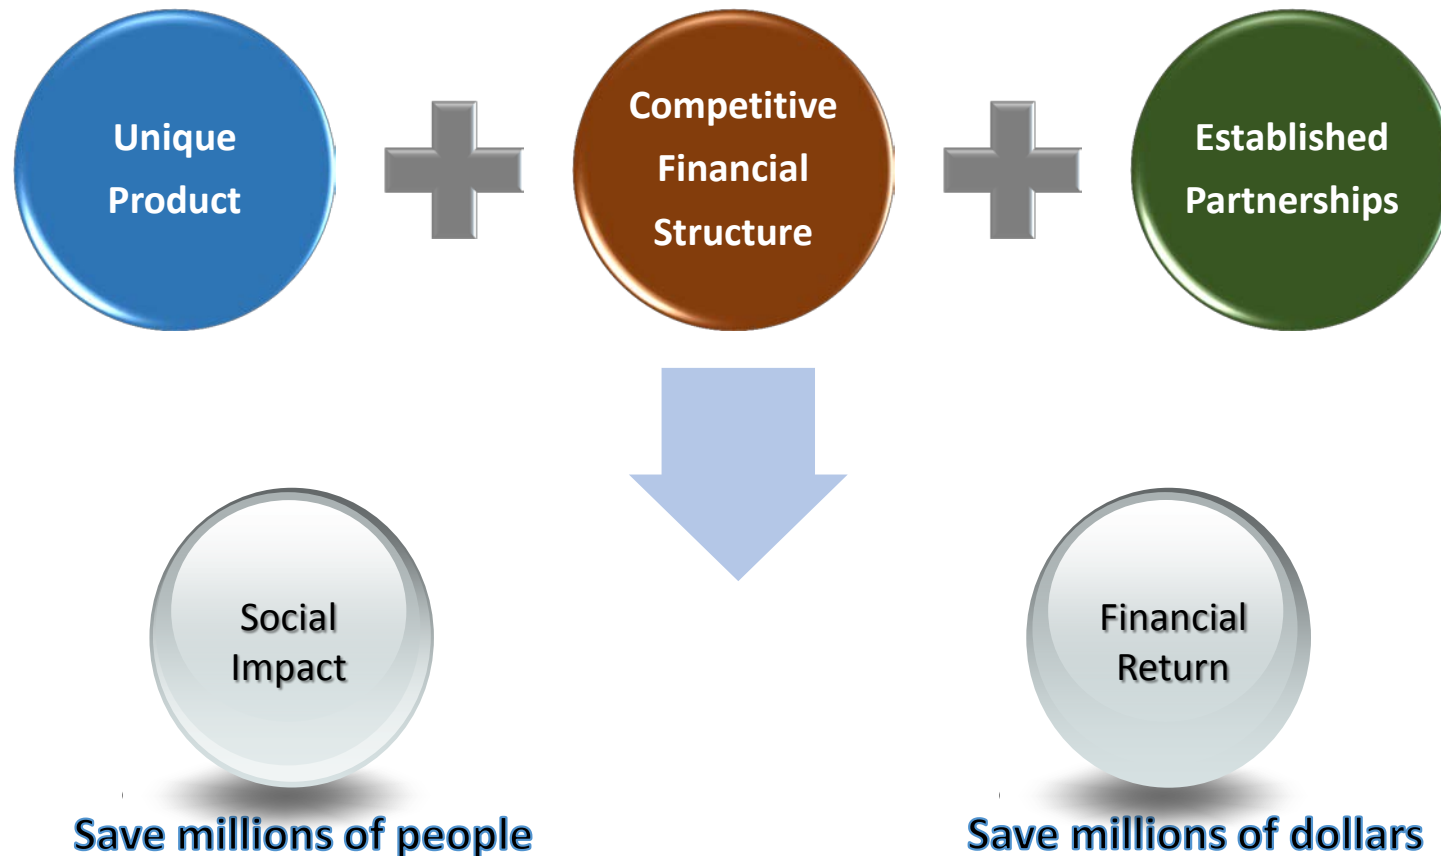 Unique
Product
Competitive
Financial
Structure
Established
Partnerships
Social
Impact
Financial
Return
Save millions of people
Save millions of dollars